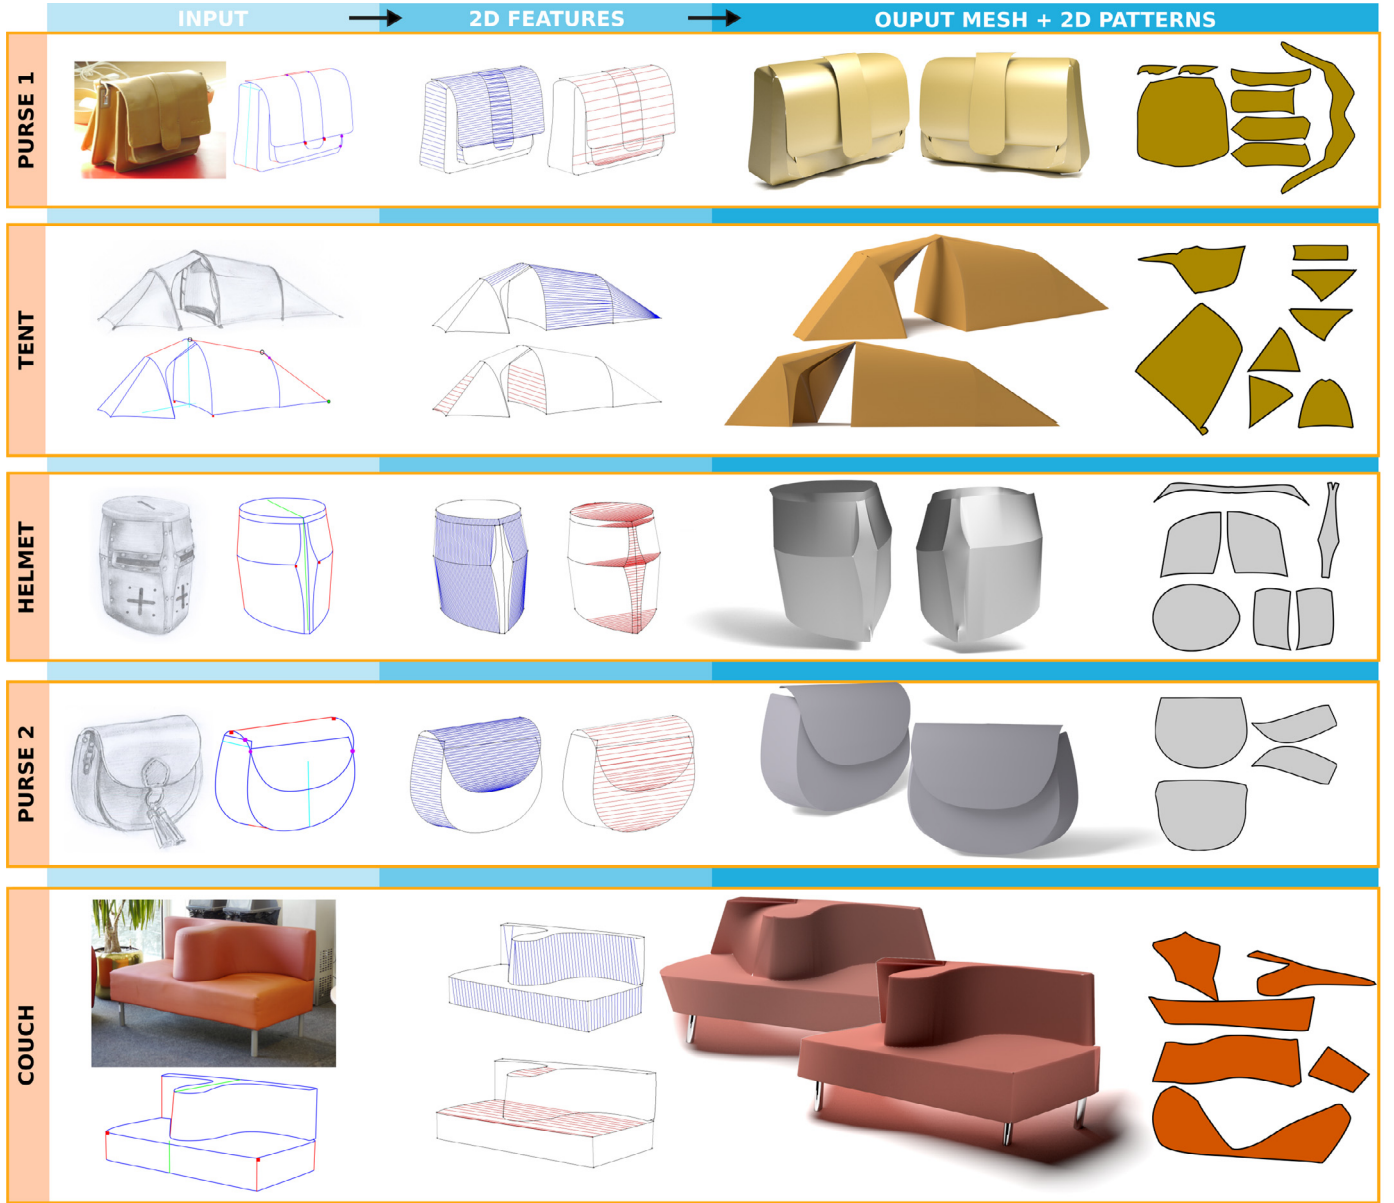 INPUT
2D FEATURES
OUPUT MESH + 2D PATTERNS
PURSE 1
TENT
HELMET
PURSE 2
COUCH